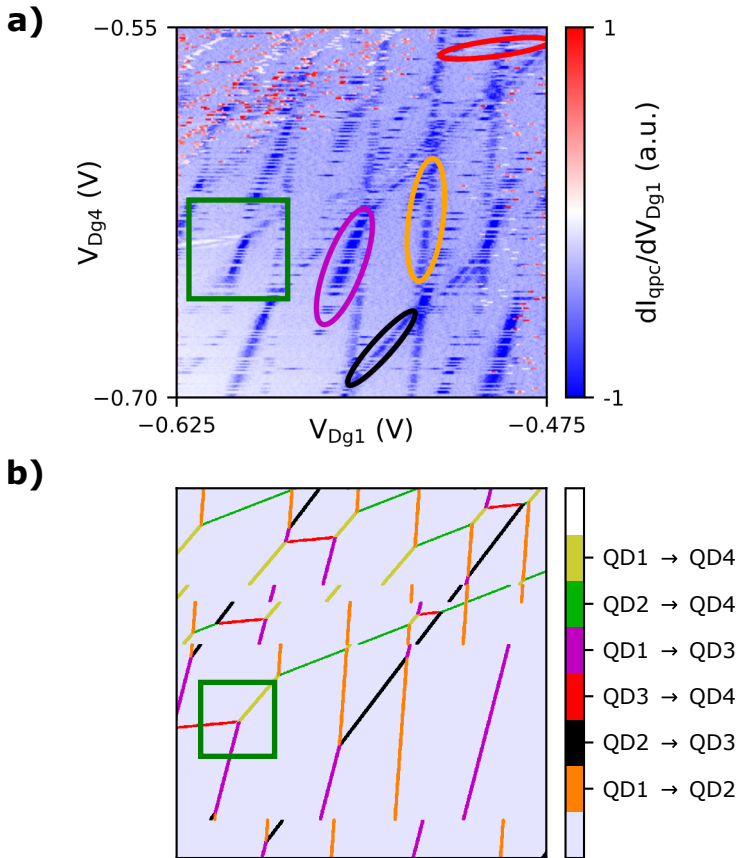 a)
−0.55
V_Dg4 (V)
−0.70
−0.625
V_Dg1 (V)
−0.475
1
-1
dI_qpc/dV_Dg1 (a.u.)
b)
QD1 → QD4
QD2 → QD4
QD1 → QD3
QD3 → QD4
QD2 → QD3
QD1 → QD2